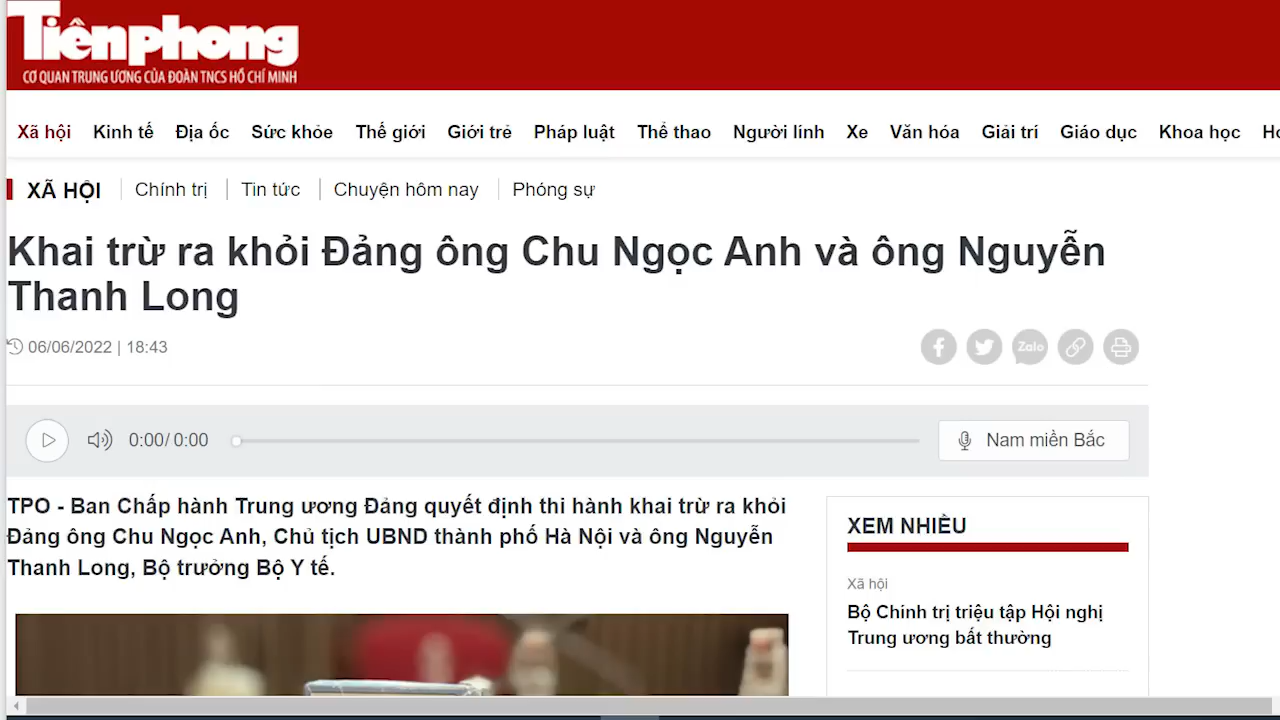 Tiền phong
CƠ QUAN TRUNG ƯƠNG CỦA ĐOÀN TNCS HỒ CHÍ MINH
Xã hội Kinh tế Địa ốc Sức khỏe Thế giới Giới trẻ Pháp luật Thể thao Người lính Xe Văn hóa Giải trí Giáo dục Khoa học
XÃ HỘI Chính trị Tin tức Chuyện hôm nay Phóng sự
Khai trừ ra khỏi Đảng ông Chu Ngọc Anh và ông Nguyễn
Thanh Long
06/06/2022 | 18:43
Zalo
0:00/ 0:00 Nam miền Bắc
TPO - Ban Chấp hành Trung ương Đảng quyết định thi hành khai trừ ra khỏi
Đảng ông Chu Ngọc Anh, Chủ tịch UBND thành phố Hà Nội và ông Nguyễn
Thanh Long, Bộ trưởng Bộ Y tế.
XEM NHIỀU
Xã hội
Bộ Chính trị triệu tập Hội nghị
Trung ương bất thường